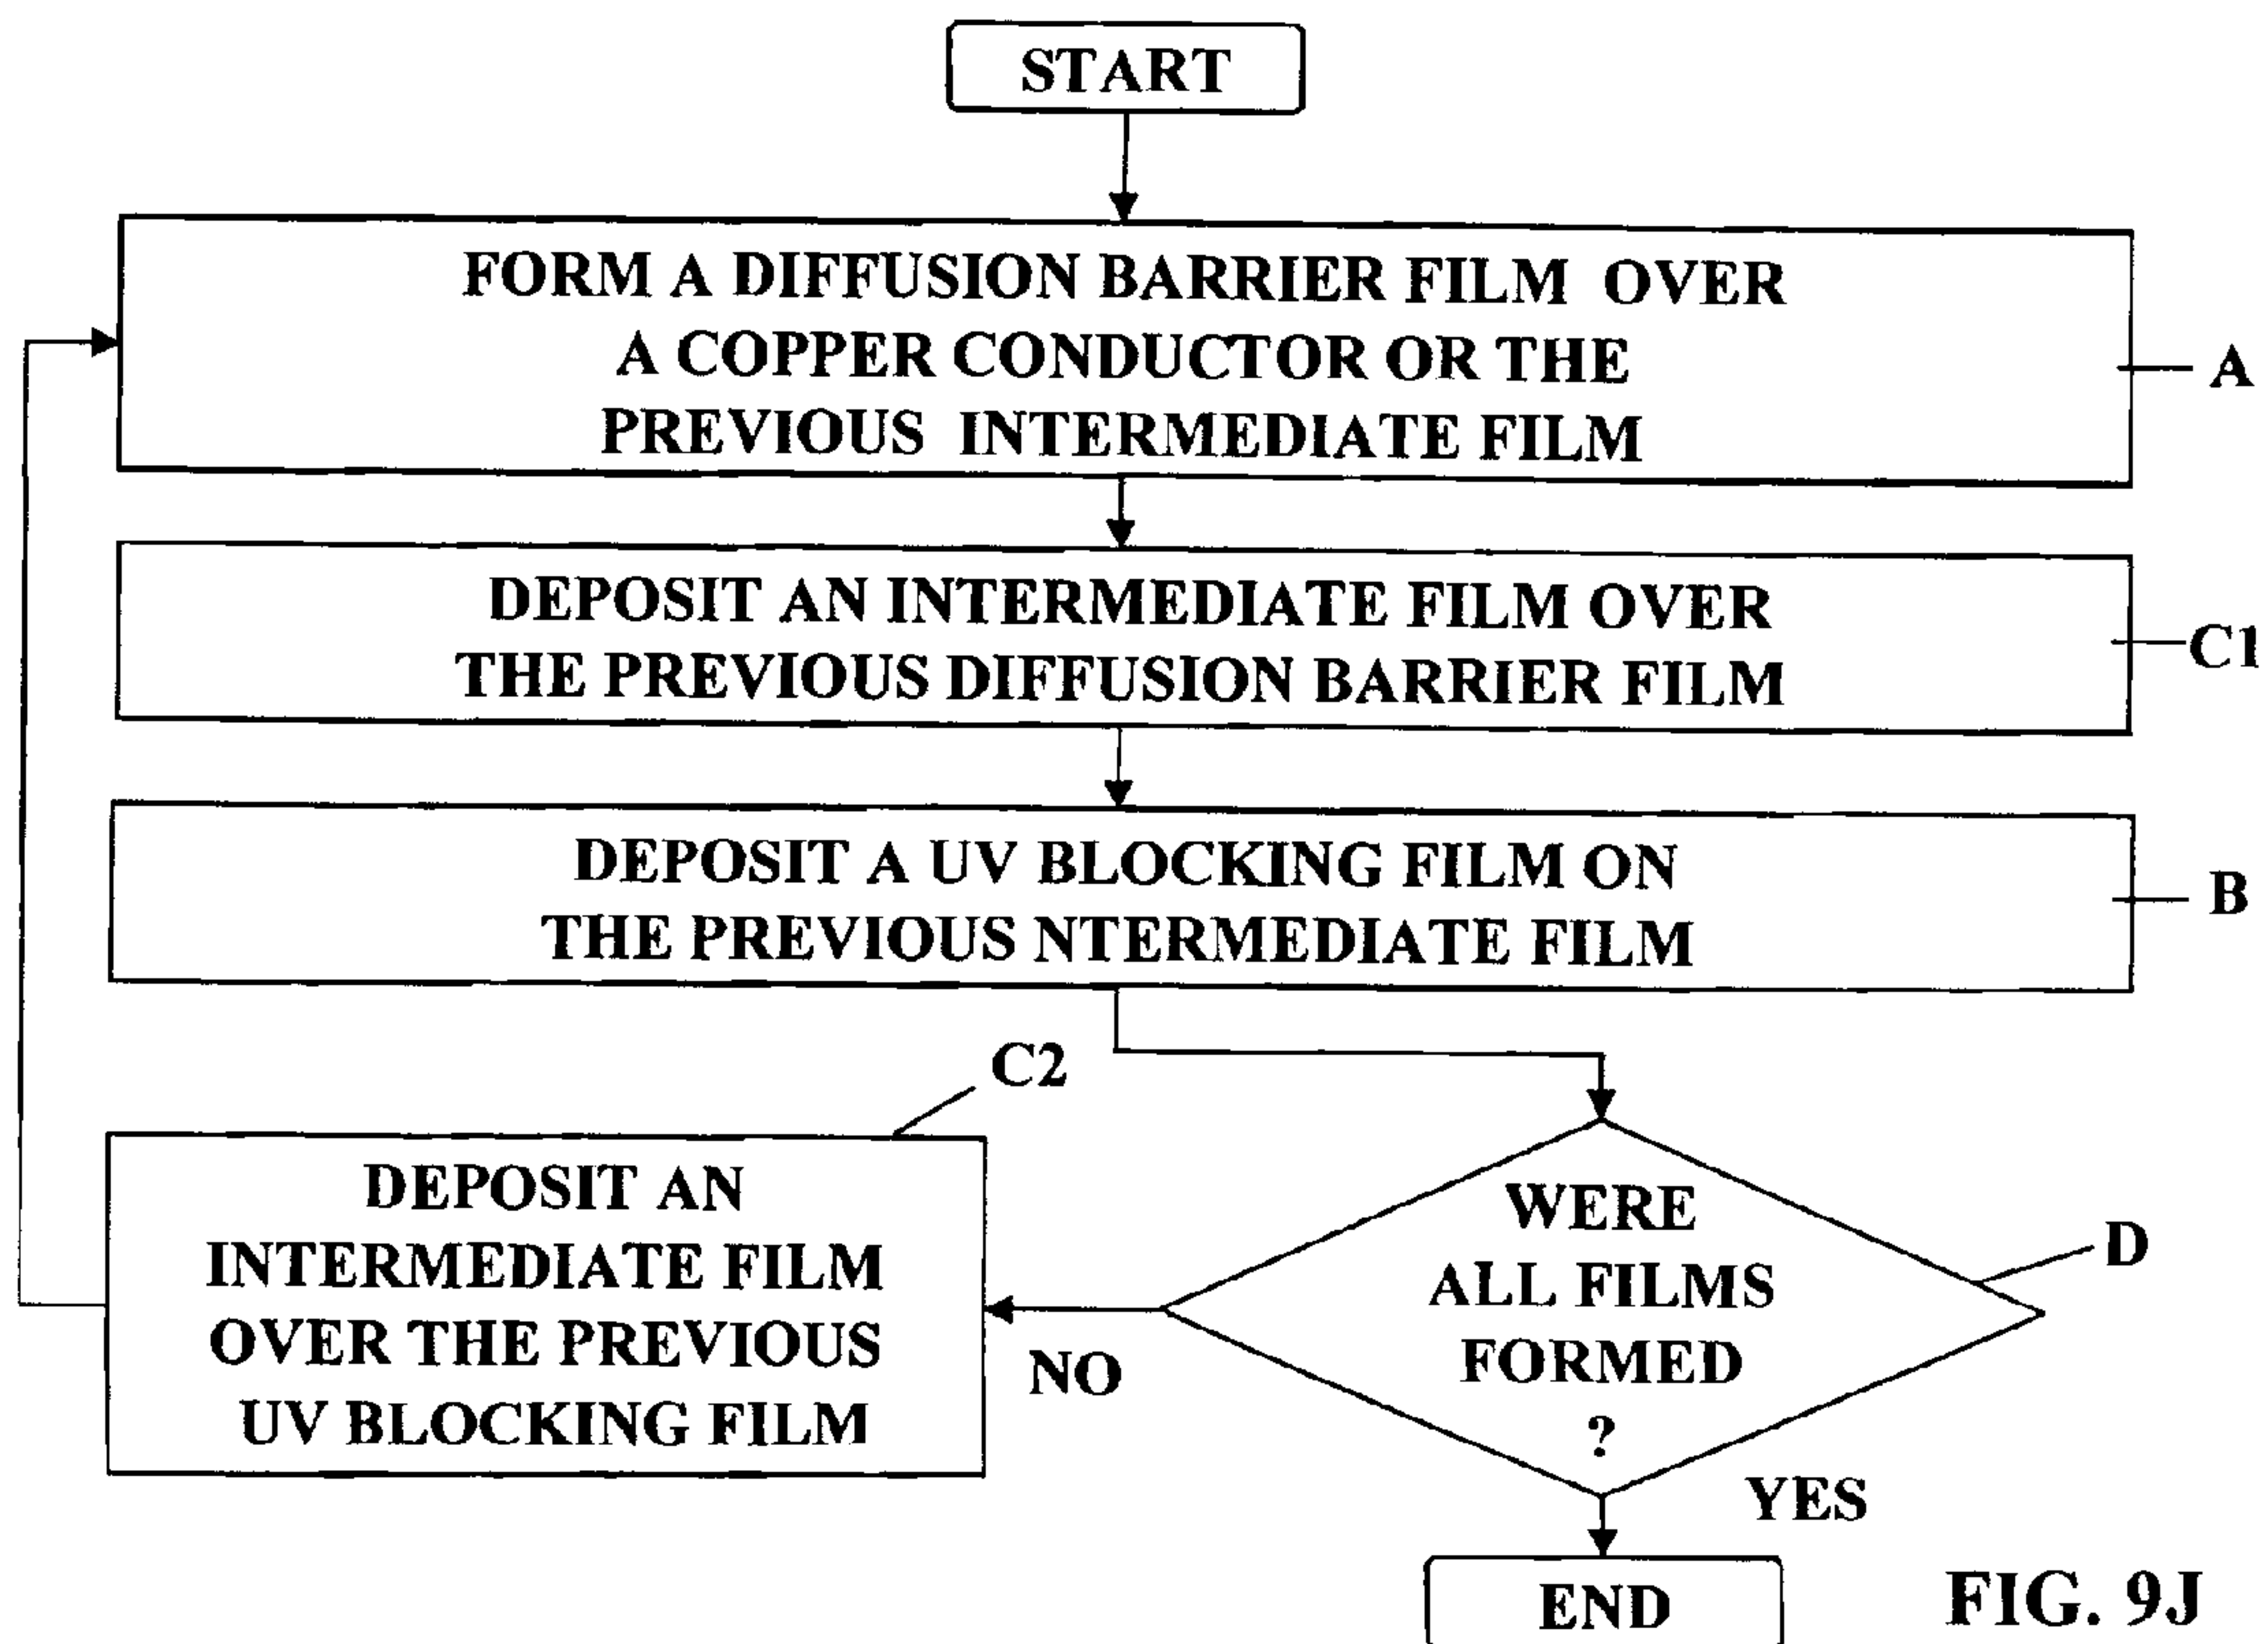 START
FORM A DIFFUSION BARRIER FILM OVER
A COPPER CONDUCTOR OR THE
PREVIOUS INTERMEDIATE FILM
A
DEPOSIT AN INTERMEDIATE FILM OVER
THE PREVIOUS DIFFUSION BARRIER FILM
C1
DEPOSIT A UV BLOCKING FILM ON
THE PREVIOUS NTERMEDIATE FILM
B
C2
DEPOSIT AN
INTERMEDIATE FILM
OVER THE PREVIOUS
UV BLOCKING FILM
NO
WERE
ALL FILMS
FORMED
?
D
YES
END
FIG. 9J